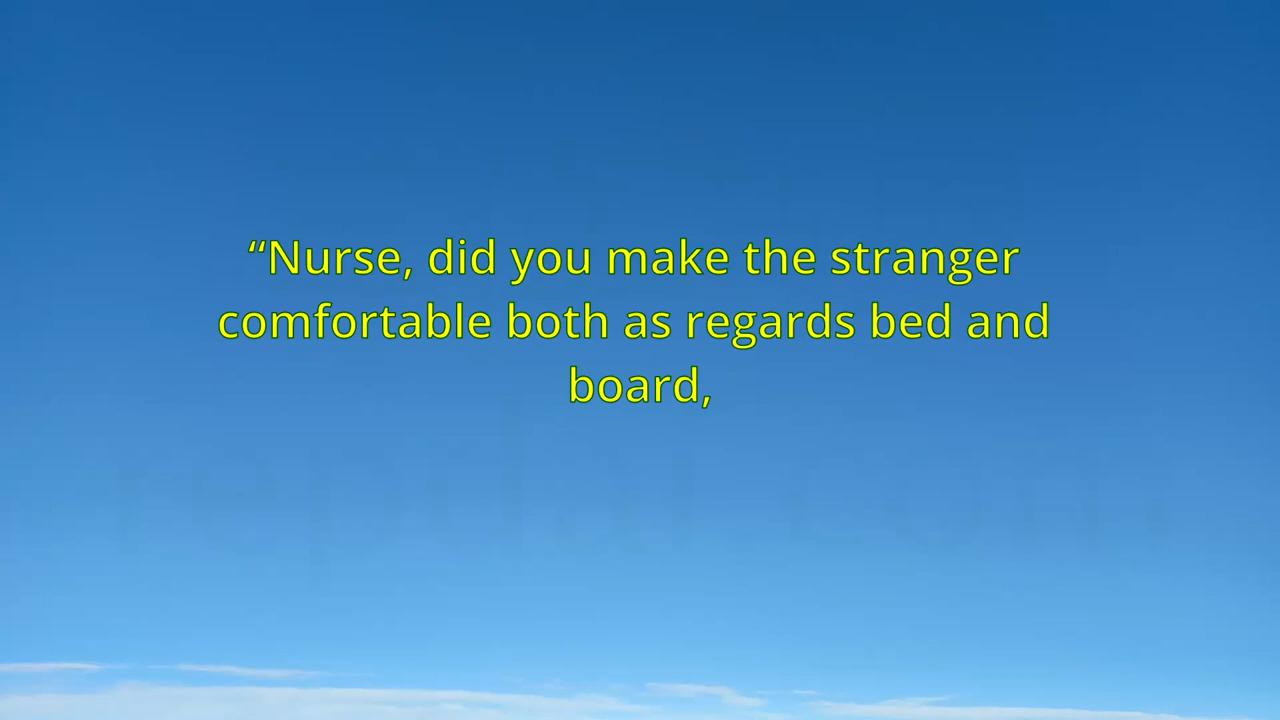 “Nurse, did you make the stranger
comfortable both as regards bed and
board,